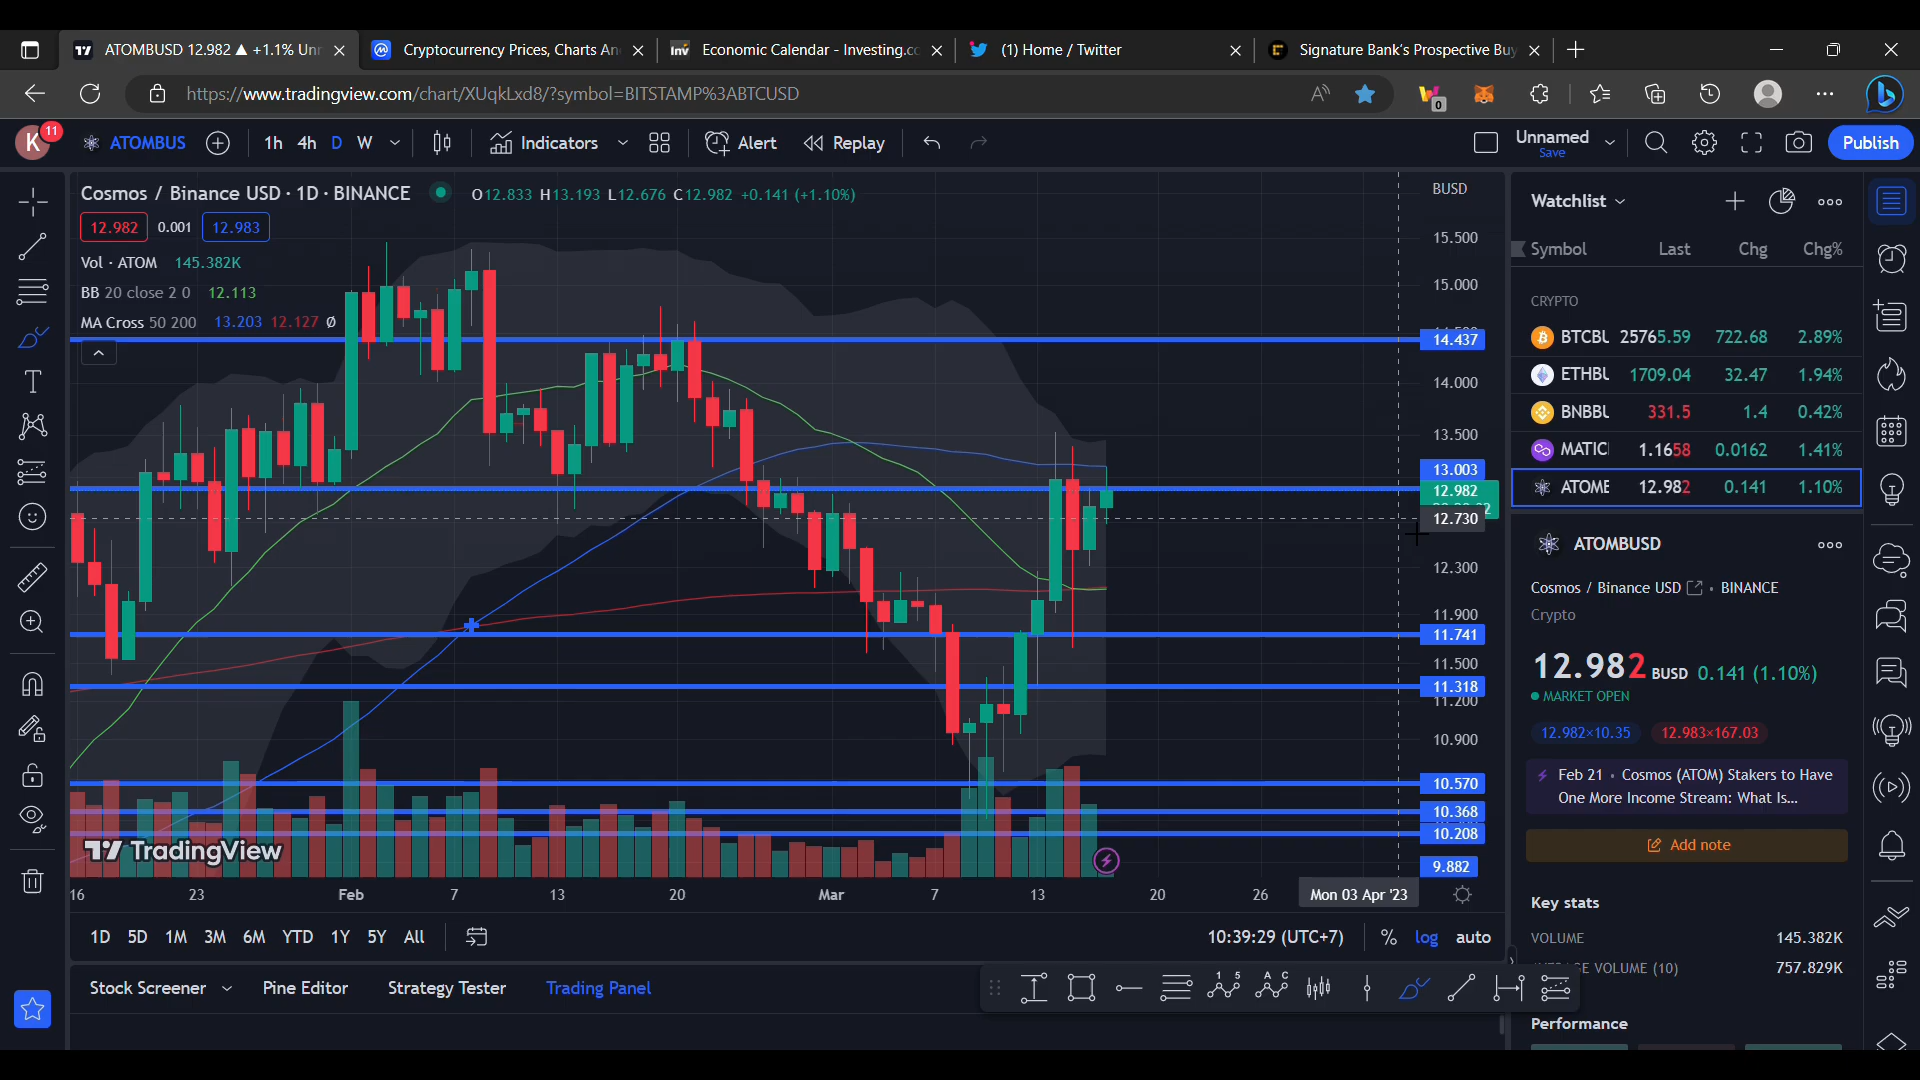 ATOMBUSD 12.982 ▲ +1.1% Un
Cryptocurrency Prices, Charts An
Economic Calendar - Investing.co
(1) Home / Twitter
Signature Bank's Prospective Buy
https://www.tradingview.com/chart/XUqkLxd8/?symbol=BITSTAMP%3ABTCUSD
0
K
11
ATOMBUS
1h 4h D W
Indicators
Alert
Replay
Unnamed
Save
Publish
Cosmos / Binance USD · 1D · BINANCE
O12.833 H13.193 L12.676 C12.982 +0.141 (+1.10%)
12.982 0.001 12.983
Vol · ATOM 145.382K
BB 20 close 2 0 12.113
MA Cross 50 200 13.203 12.127 Ø
BUSD
15.500
15.000
14.437
14.000
13.500
13.003
12.982
12.730
12.300
11.900
11.741
11.500
11.318
11.200
10.900
10.570
10.368
10.208
9.882
TradingView
16 23 Feb 7 13 20 Mar 7 13 20 26 Mon 03 Apr '23
1D 5D 1M 3M 6M YTD 1Y 5Y All
10:39:29 (UTC+7) % log auto
Stock Screener Pine Editor Strategy Tester Trading Panel
Watchlist
Symbol Last Chg Chg%
CRYPTO
BTCBU 25765.59 722.68 2.89%
ETHBU 1709.04 32.47 1.94%
BNBBU 331.5 1.4 0.42%
MATIC 1.1658 0.0162 1.41%
ATOMB 12.982 0.141 1.10%
ATOMBUSD
Cosmos / Binance USD · BINANCE
Crypto
12.982 BUSD 0.141 (1.10%)
MARKET OPEN
12.982×10.35 12.983×167.03
Feb 21 · Cosmos (ATOM) Stakers to Have
One More Income Stream: What Is...
Add note
Key stats
VOLUME 145.382K
VOLUME (10) 757.829K
Performance